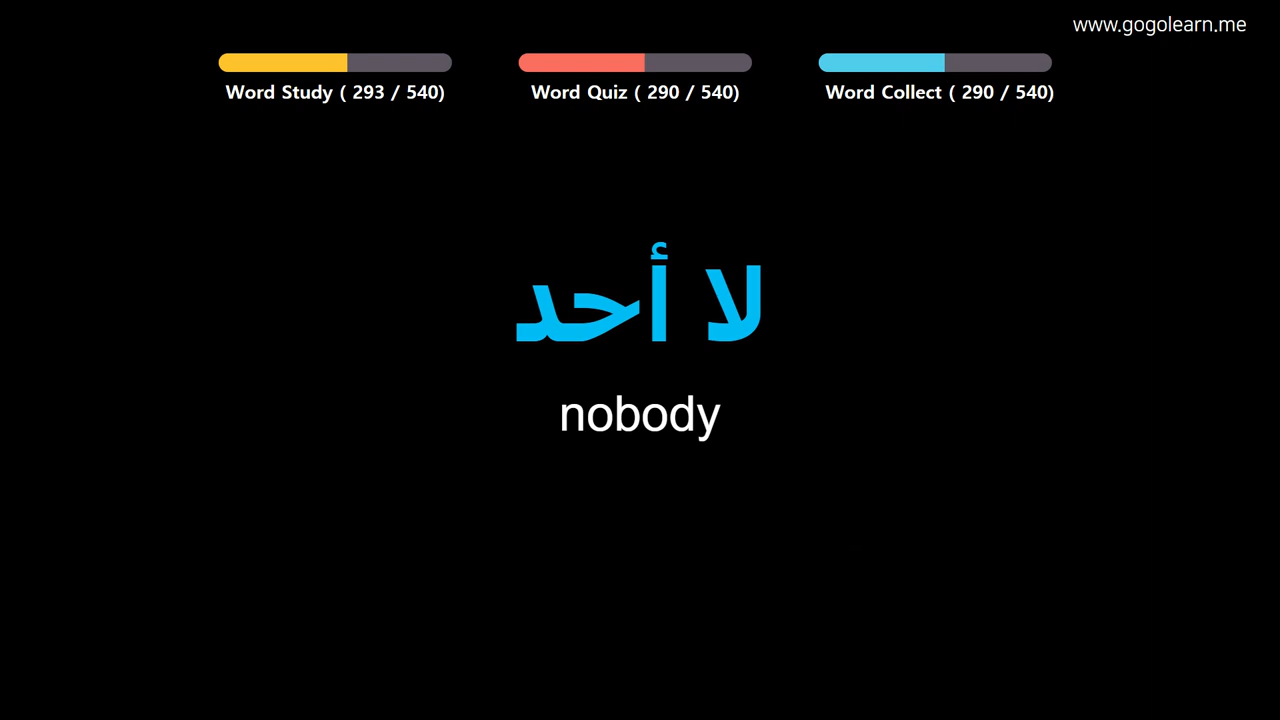 www.gogolearn.me
Word Study ( 293 / 540)
Word Quiz ( 290 / 540)
Word Collect ( 290 / 540)
لا أحد
nobody